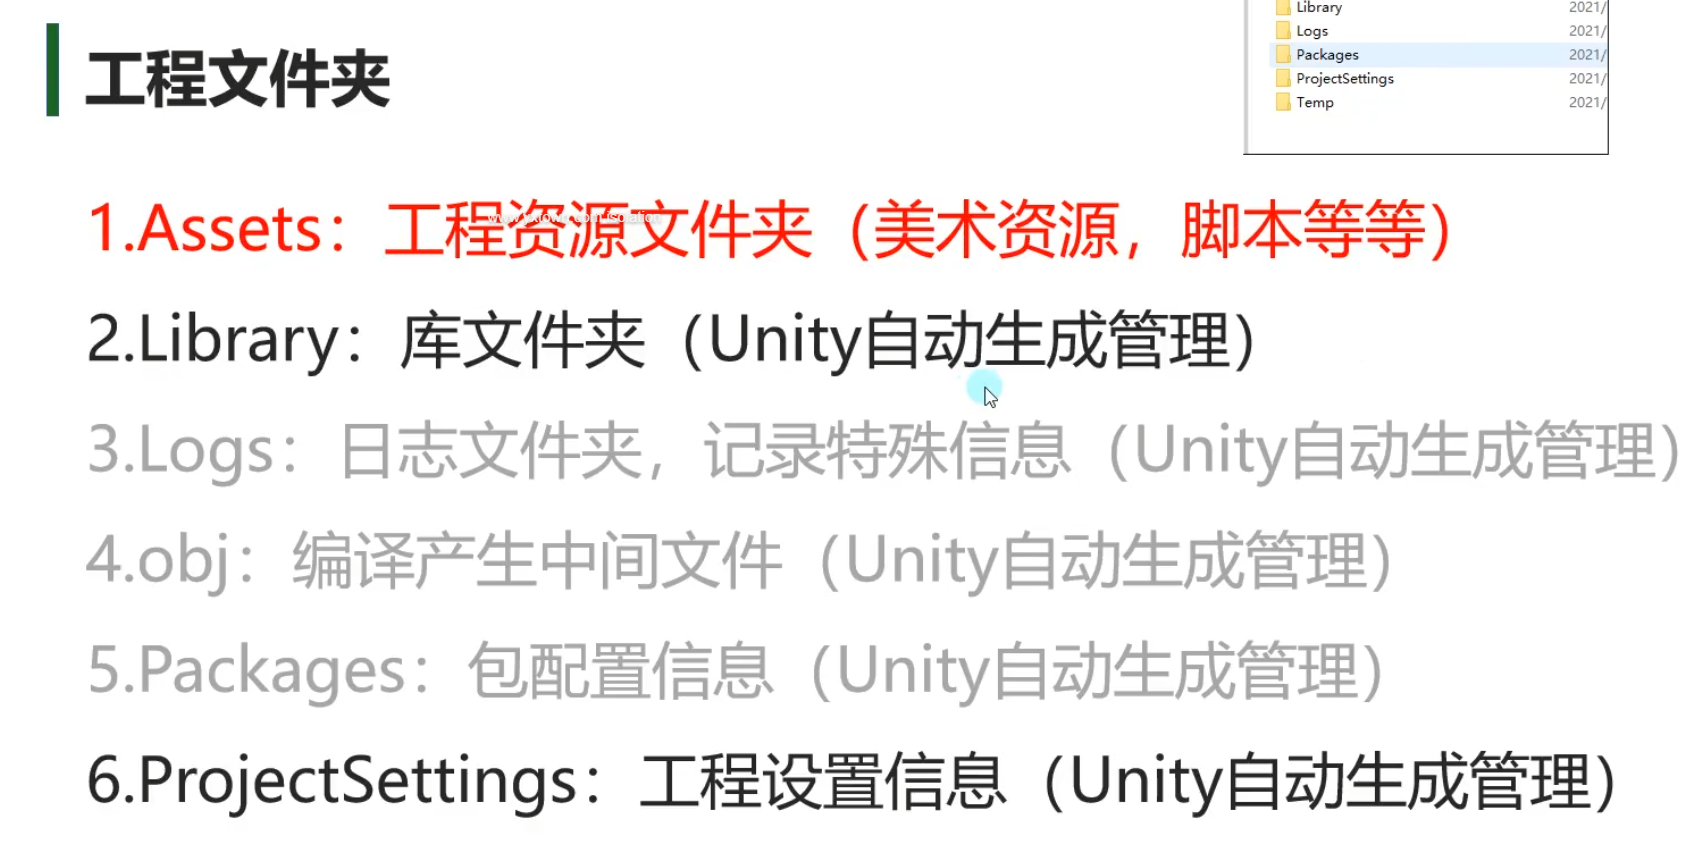 工程文件夹
Library 2021/
Logs 2021/
Packages 2021/
ProjectSettings 2021/
Temp 2021/
1.Assets：工程资源文件夹（美术资源，脚本等等）
2.Library：库文件夹（Unity自动生成管理）
3.Logs：日志文件夹，记录特殊信息（Unity自动生成管理）
4.obj：编译产生中间文件（Unity自动生成管理）
5.Packages：包配置信息（Unity自动生成管理）
6.ProjectSettings：工程设置信息（Unity自动生成管理）